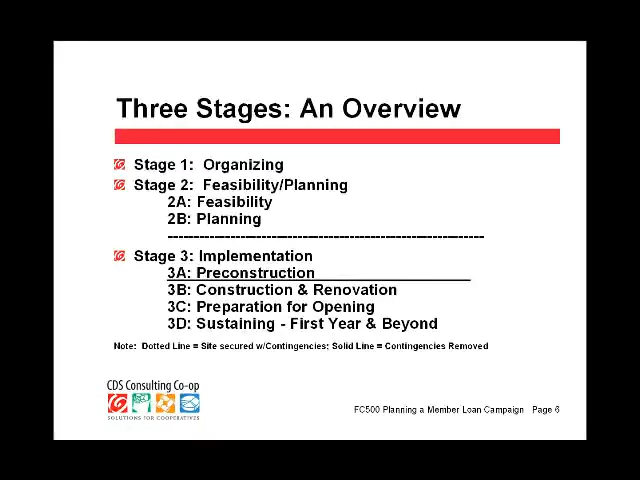 Three Stages: An Overview
Stage 1: Organizing
Stage 2: Feasibility/Planning
2A: Feasibility
2B: Planning
--------------------------------------------------------------
Stage 3: Implementation
3A: Preconstruction
3B: Construction & Renovation
3C: Preparation for Opening
3D: Sustaining - First Year & Beyond
Note: Dotted Line = Site secured w/Contingencies; Solid Line = Contingencies Removed
CDS Consulting Co-op
SOLUTIONS FOR COOPERATIVES
FC500 Planning a Member Loan Campaign Page 6